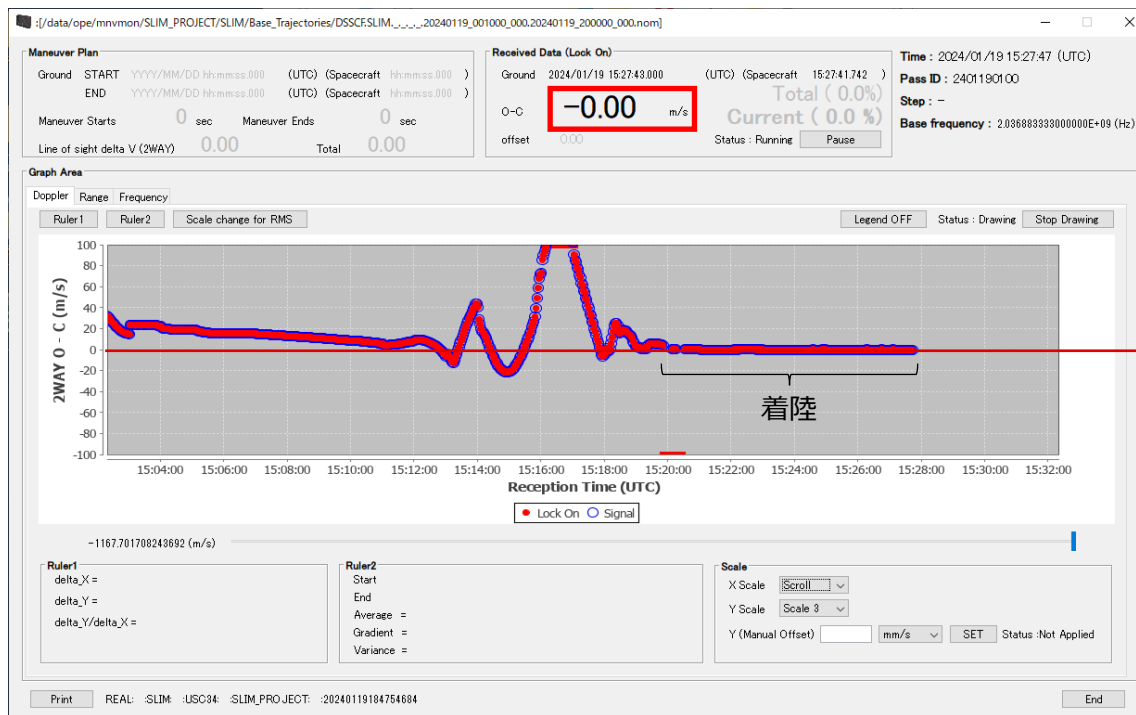 :[/data/ope/mnvmon/SLIM_PROJECT/SLIM/Base_Trajectories/DSSCF.SLIM._._._._.20240119_001000_000.20240119_200000_000.nom]
Maneuver Plan
Ground START YYYY/MM/DD hh:mm:ss.000 (UTC) (Spacecraft hh:mm:ss.000 )
END YYYY/MM/DD hh:mm:ss.000 (UTC) (Spacecraft hh:mm:ss.000 )
Maneuver Starts 0 sec Maneuver Ends 0 sec
Line of sight delta V (2WAY) 0.00 Total 0.00
Received Data (Lock On)
Ground 2024/01/19 15:27:43.000 (UTC) (Spacecraft 15:27:41.742 )
O-C -0.00 m/s
Total ( 0.0%)
Current ( 0.0 %)
offset 0.00 Status : Running Pause
Time : 2024/01/19 15:27:47 (UTC)
Pass ID : 2401190100
Step : -
Base frequency : 2.036883333000000E+09 (Hz)
Graph Area
Doppler Range Frequency
Ruler1 Ruler2 Scale change for RMS Legend OFF Status : Drawing Stop Drawing
2WAY O - C (m/s)
100
80
60
40
20
0
-20
-40
-60
-80
-100
着陸
15:04:00 15:06:00 15:08:00 15:10:00 15:12:00 15:14:00 15:16:00 15:18:00 15:20:00 15:22:00 15:24:00 15:26:00 15:28:00 15:30:00 15:32:00
Reception Time (UTC)
Lock On Signal
-1167.701708243692 (m/s)
Ruler1
delta_X =
delta_Y =
delta_Y/delta_X =
Ruler2
Start
End
Average =
Gradient =
Variance =
Scale
X Scale Scroll
Y Scale Scale 3
Y (Manual Offset) mm/s SET Status :Not Applied
Print REAL: :SLIM: :USC34: :SLIM_PROJECT: :20240119184754684 End